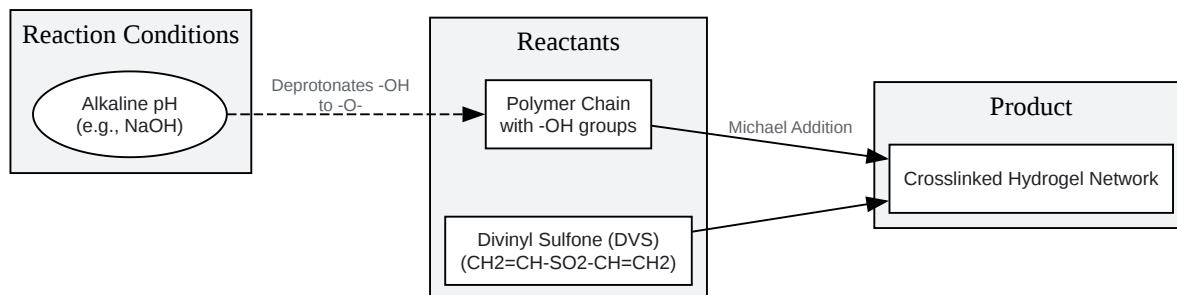 Reaction Conditions
Alkaline pH
(e.g., NaOH)
Deprotonates -OH
to -O-
Reactants
Polymer Chain
with -OH groups
Divinyl Sulfone (DVS)
(CH2=CH-SO2-CH=CH2)
Michael Addition
Product
Crosslinked Hydrogel Network